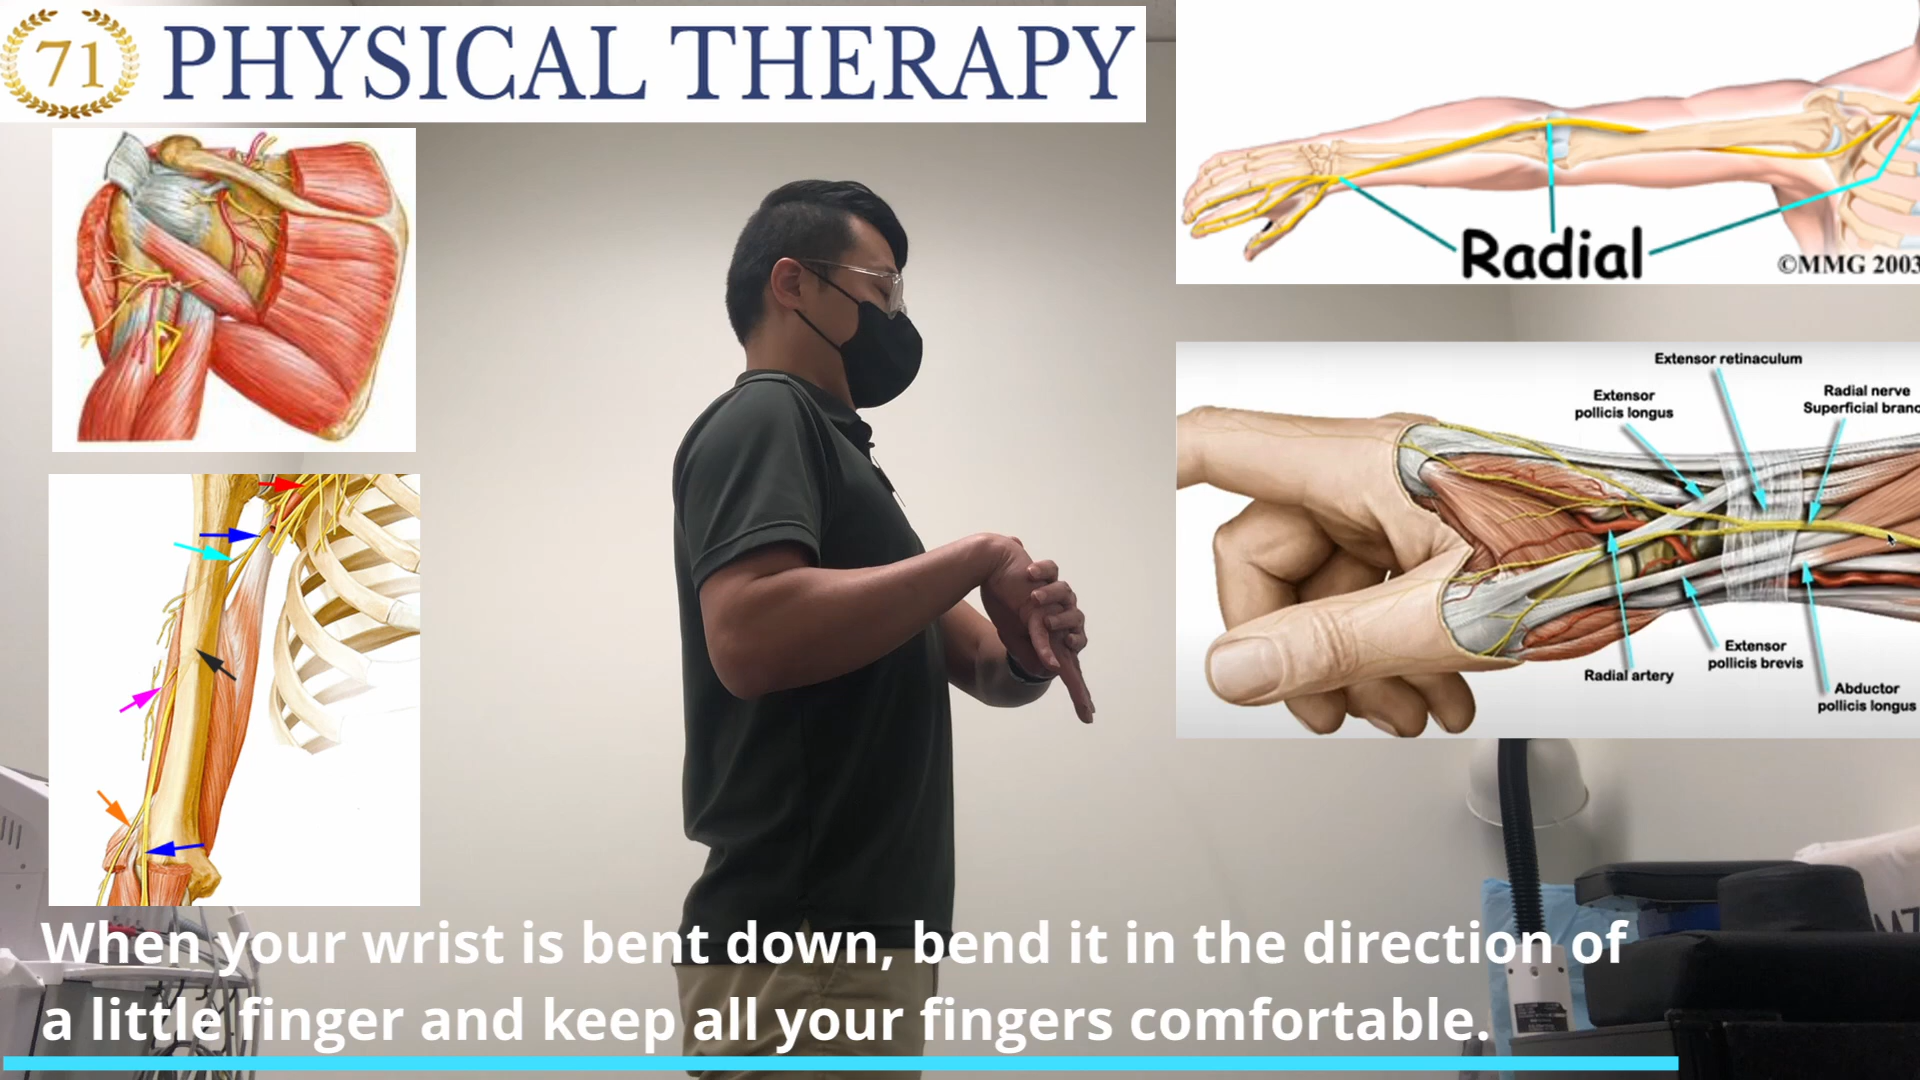 71 PHYSICAL THERAPY
Radial
©MMG 2003
Extensor retinaculum
Extensor
pollicis longus
Radial nerve
Superficial branc
Radial artery
Extensor
pollicis brevis
Abductor
pollicis longus
When your wrist is bent down, bend it in the direction of
a little finger and keep all your fingers comfortable.